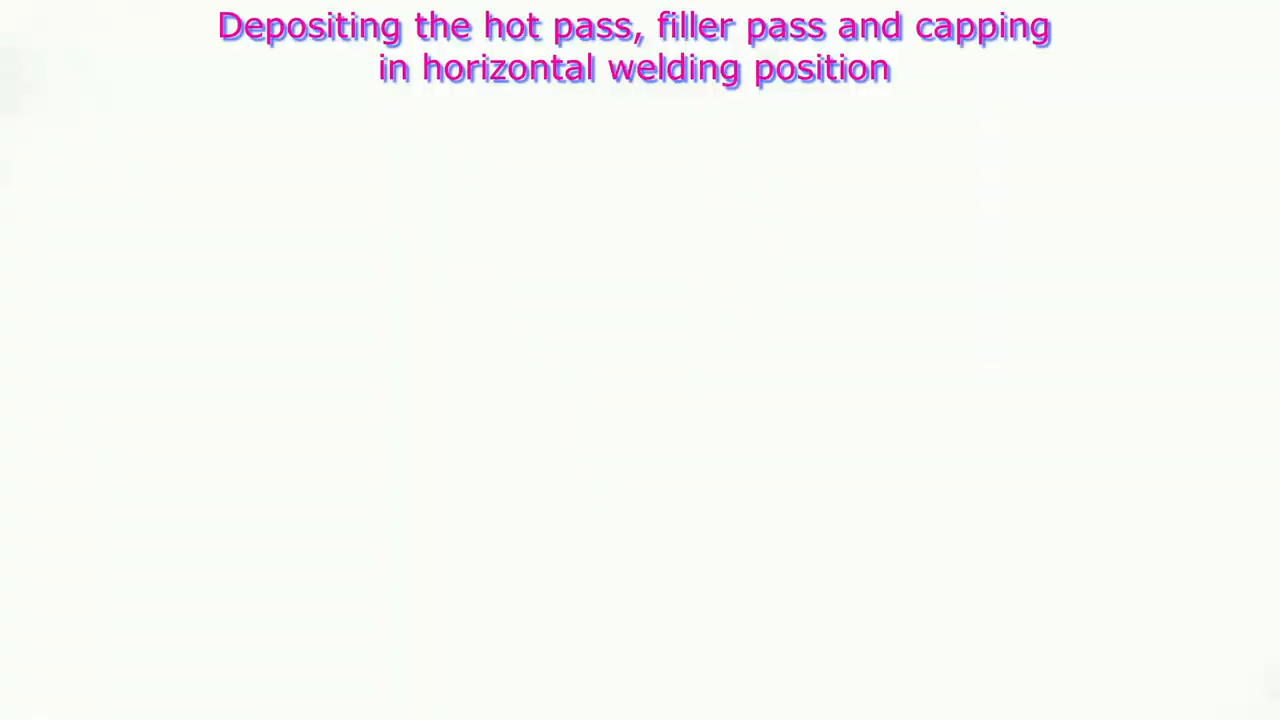 Depositing the hot pass, filler pass and capping
in horizontal welding position